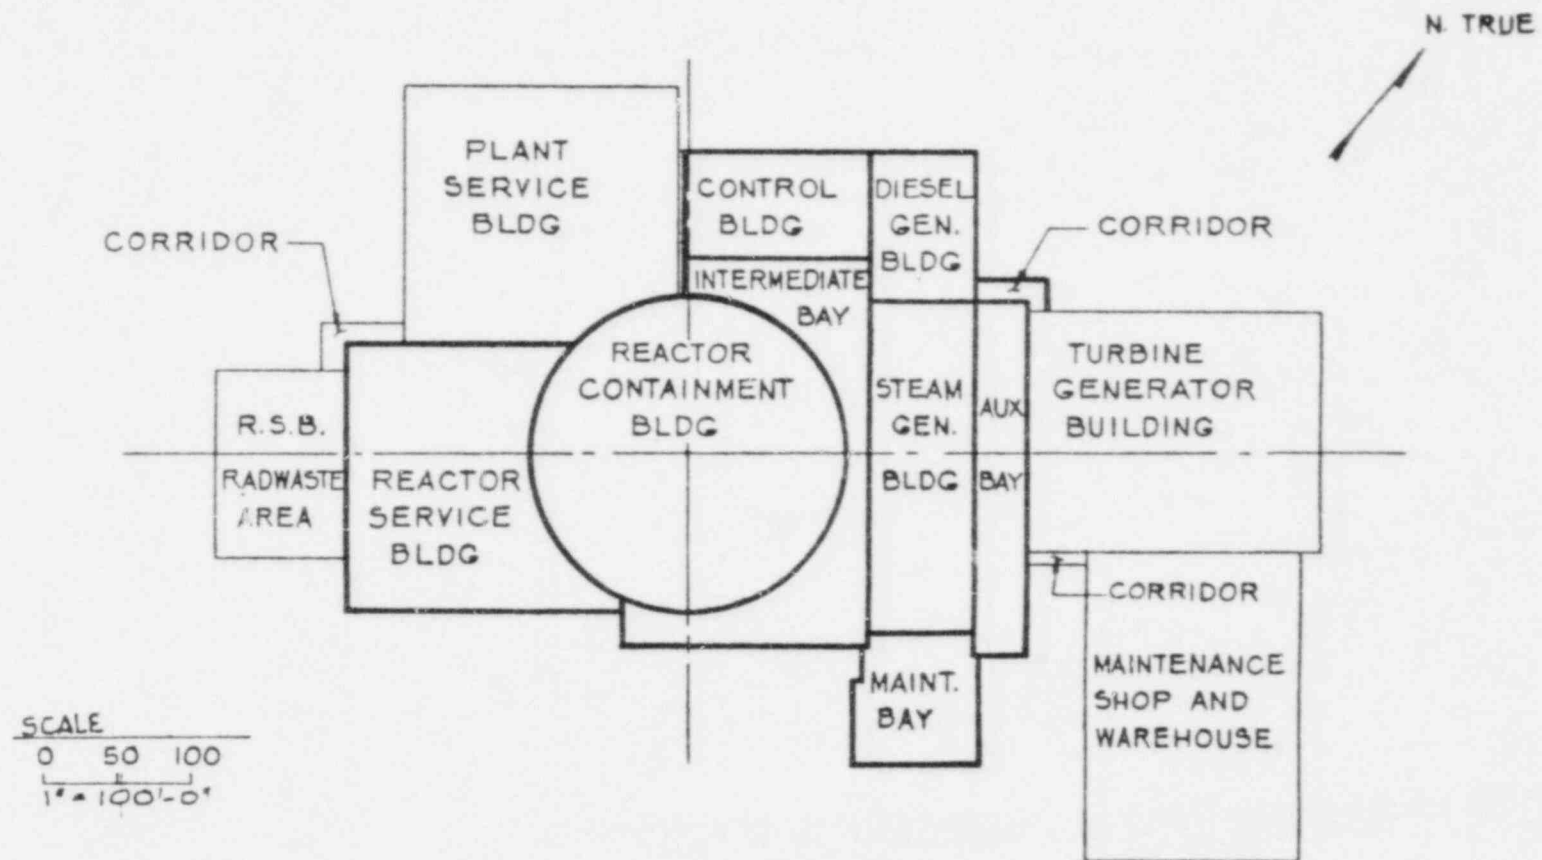 N. TRUE
PLANT
SERVICE
BLDG
CORRIDOR
CONTROL
BLDG
DIESEL
GEN.
BLDG
CORRIDOR
INTERMEDIATE
BAY
REACTOR
CONTAINMENT
BLDG
STEAM
GEN.
BLDG
AUX
BAY
TURBINE
GENERATOR
BUILDING
R.S.B.
RADWASTE
AREA
REACTOR
SERVICE
BLDG
CORRIDOR
MAINT.
BAY
MAINTENANCE
SHOP AND
WAREHOUSE
SCALE
0 50 100
1" = 100'-0"